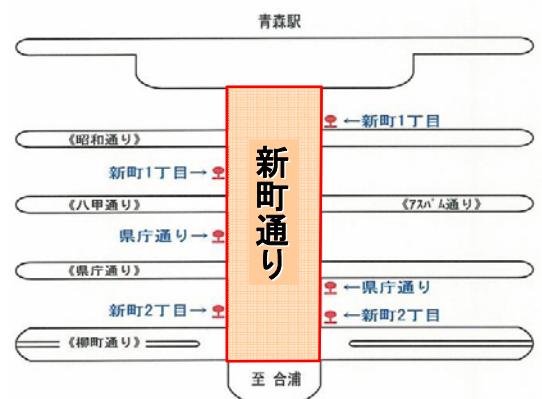 青森駅
←新町1丁目
《昭和通り》
新町1丁目→
《八甲通り》
《ｱｽﾊﾟﾑ通り》
新町通り
県庁通り→
《県庁通り》
←県庁通り
新町2丁目→
←新町2丁目
《柳町通り》
至 合浦